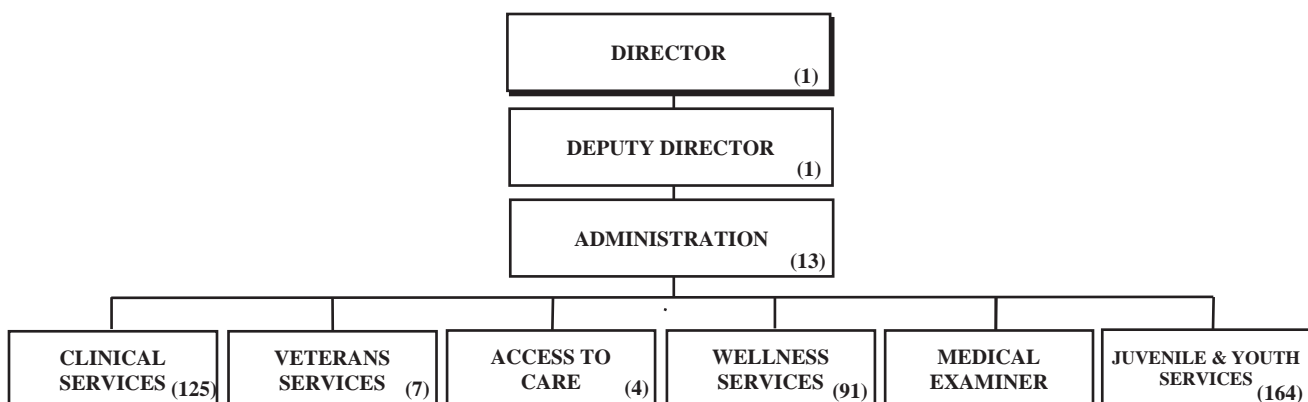 DIRECTOR
(1)
DEPUTY DIRECTOR
(1)
ADMINISTRATION
(13)
CLINICAL
SERVICES (125)
VETERANS
SERVICES (7)
ACCESS TO
CARE (4)
WELLNESS
SERVICES (91)
MEDICAL
EXAMINER
JUVENILE & YOUTH
SERVICES (164)